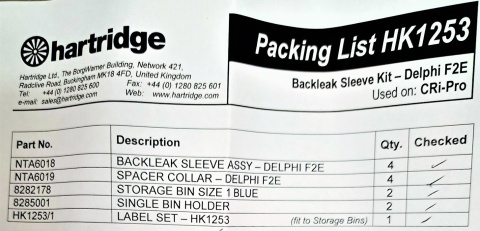 hartridge
Hartridge Ltd., The BorgWarner Building, Network 421,
Radclive Road, Buckingham MK18 4FD, United Kingdom
Tel: +44 (0) 1280 825 600 Fax: +44 (0) 1280 825 601
e-mail: sales@hartridge.com Web: www.hartridge.com
Packing List HK1253
Backleak Sleeve Kit – Delphi F2E
Used on: CRi-Pro
Part No. Description Qty. Checked
NTA6018 BACKLEAK SLEEVE ASSY – DELPHI F2E 4
NTA6019 SPACER COLLAR – DELPHI F2E 4
8282178 STORAGE BIN SIZE 1 BLUE 2
8285001 SINGLE BIN HOLDER 2
HK1253/1 LABEL SET – HK1253 (fit to Storage Bins) 1